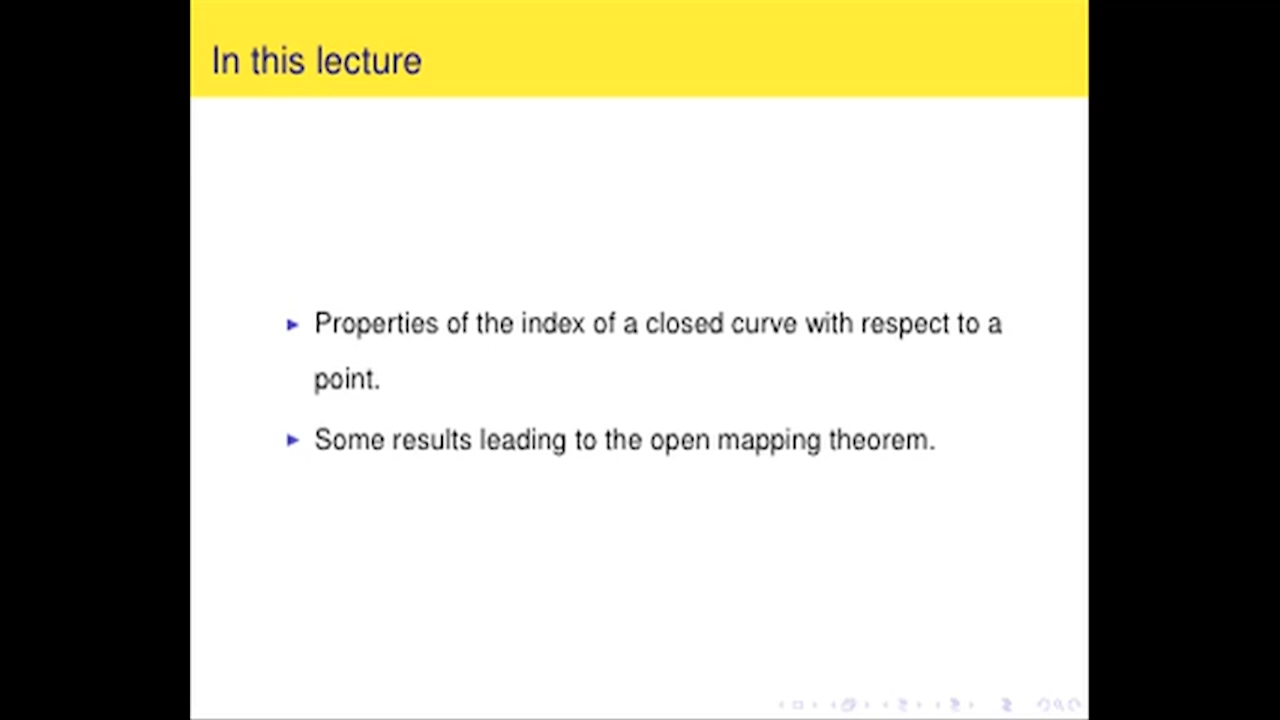 In this lecture
Properties of the index of a closed curve with respect to a
point.
Some results leading to the open mapping theorem.